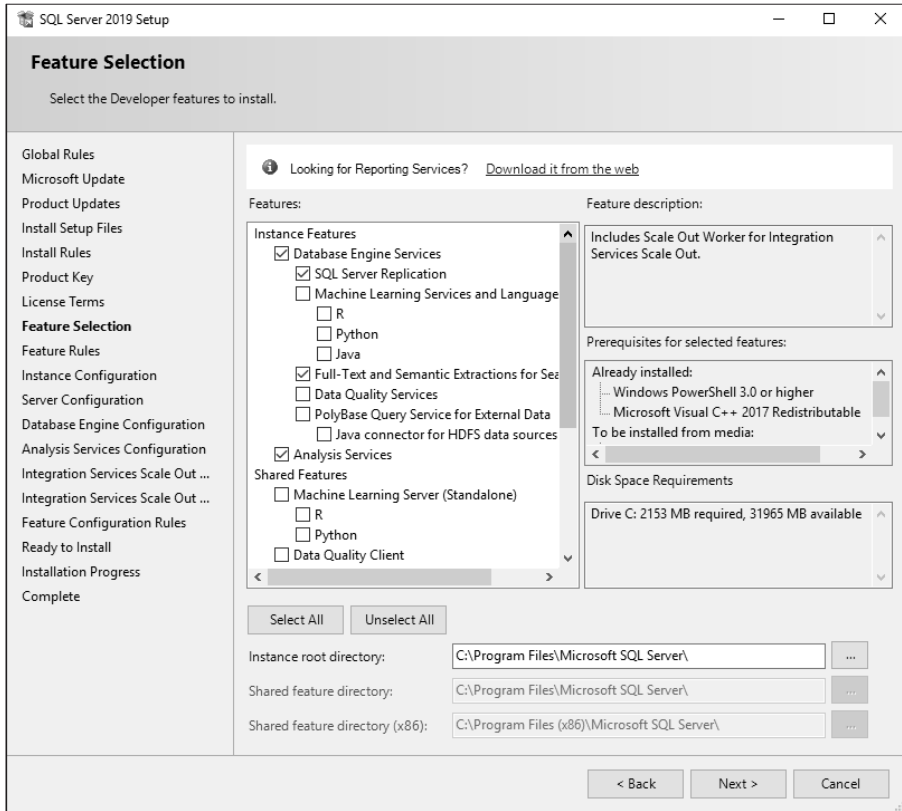 SQL Server 2019 Setup
Feature Selection
Select the Developer features to install.
Global Rules
Microsoft Update
Product Updates
Install Setup Files
Install Rules
Product Key
License Terms
Feature Selection
Feature Rules
Instance Configuration
Server Configuration
Database Engine Configuration
Analysis Services Configuration
Integration Services Scale Out ...
Integration Services Scale Out ...
Feature Configuration Rules
Ready to Install
Installation Progress
Complete
Looking for Reporting Services? Download it from the web
Features:
Instance Features
Database Engine Services
SQL Server Replication
Machine Learning Services and Language
R
Python
Java
Full-Text and Semantic Extractions for Sea
Data Quality Services
PolyBase Query Service for External Data
Java connector for HDFS data sources
Analysis Services
Shared Features
Machine Learning Server (Standalone)
R
Python
Data Quality Client
Feature description:
Includes Scale Out Worker for Integration
Services Scale Out.
Prerequisites for selected features:
Already installed:
Windows PowerShell 3.0 or higher
Microsoft Visual C++ 2017 Redistributable
To be installed from media:
Disk Space Requirements
Drive C: 2153 MB required, 31965 MB available
Select All
Unselect All
Instance root directory: C:\Program Files\Microsoft SQL Server\ ...
Shared feature directory: C:\Program Files\Microsoft SQL Server\ ...
Shared feature directory (x86): C:\Program Files (x86)\Microsoft SQL Server\ ...
< Back
Next >
Cancel